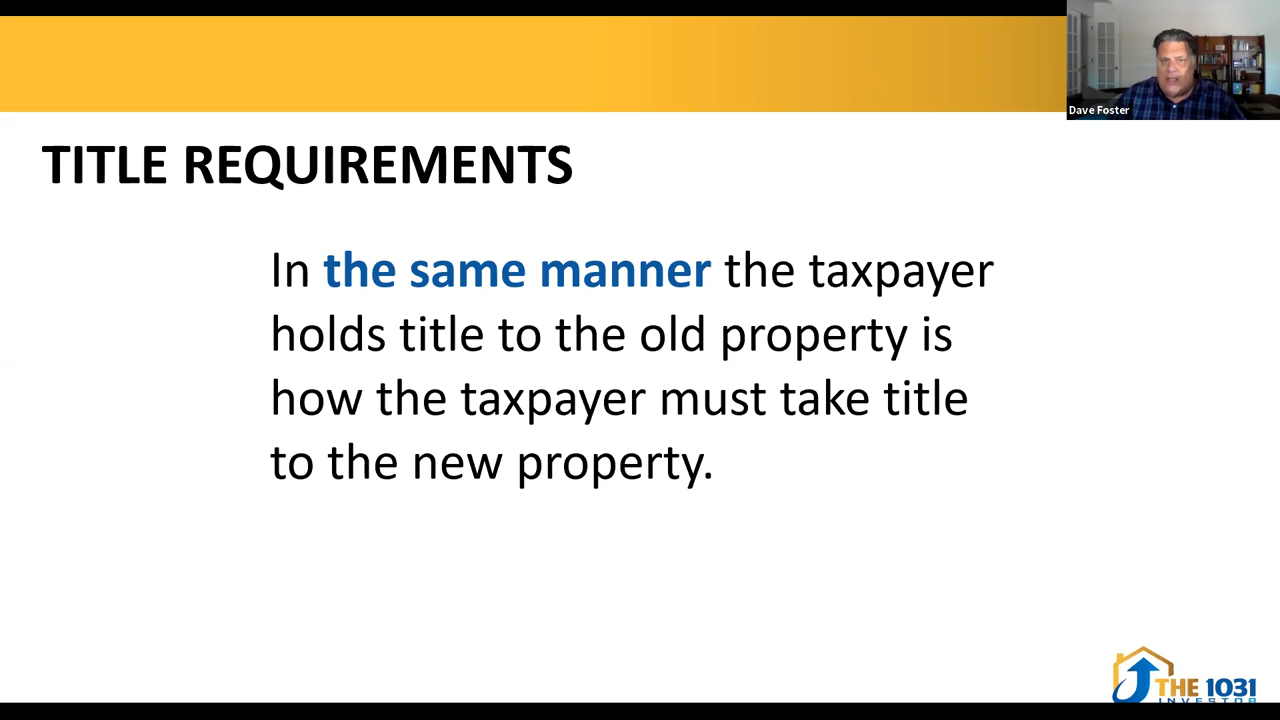 Dave Foster
TITLE REQUIREMENTS
In the same manner the taxpayer
holds title to the old property is
how the taxpayer must take title
to the new property.
THE 1031
INVESTOR